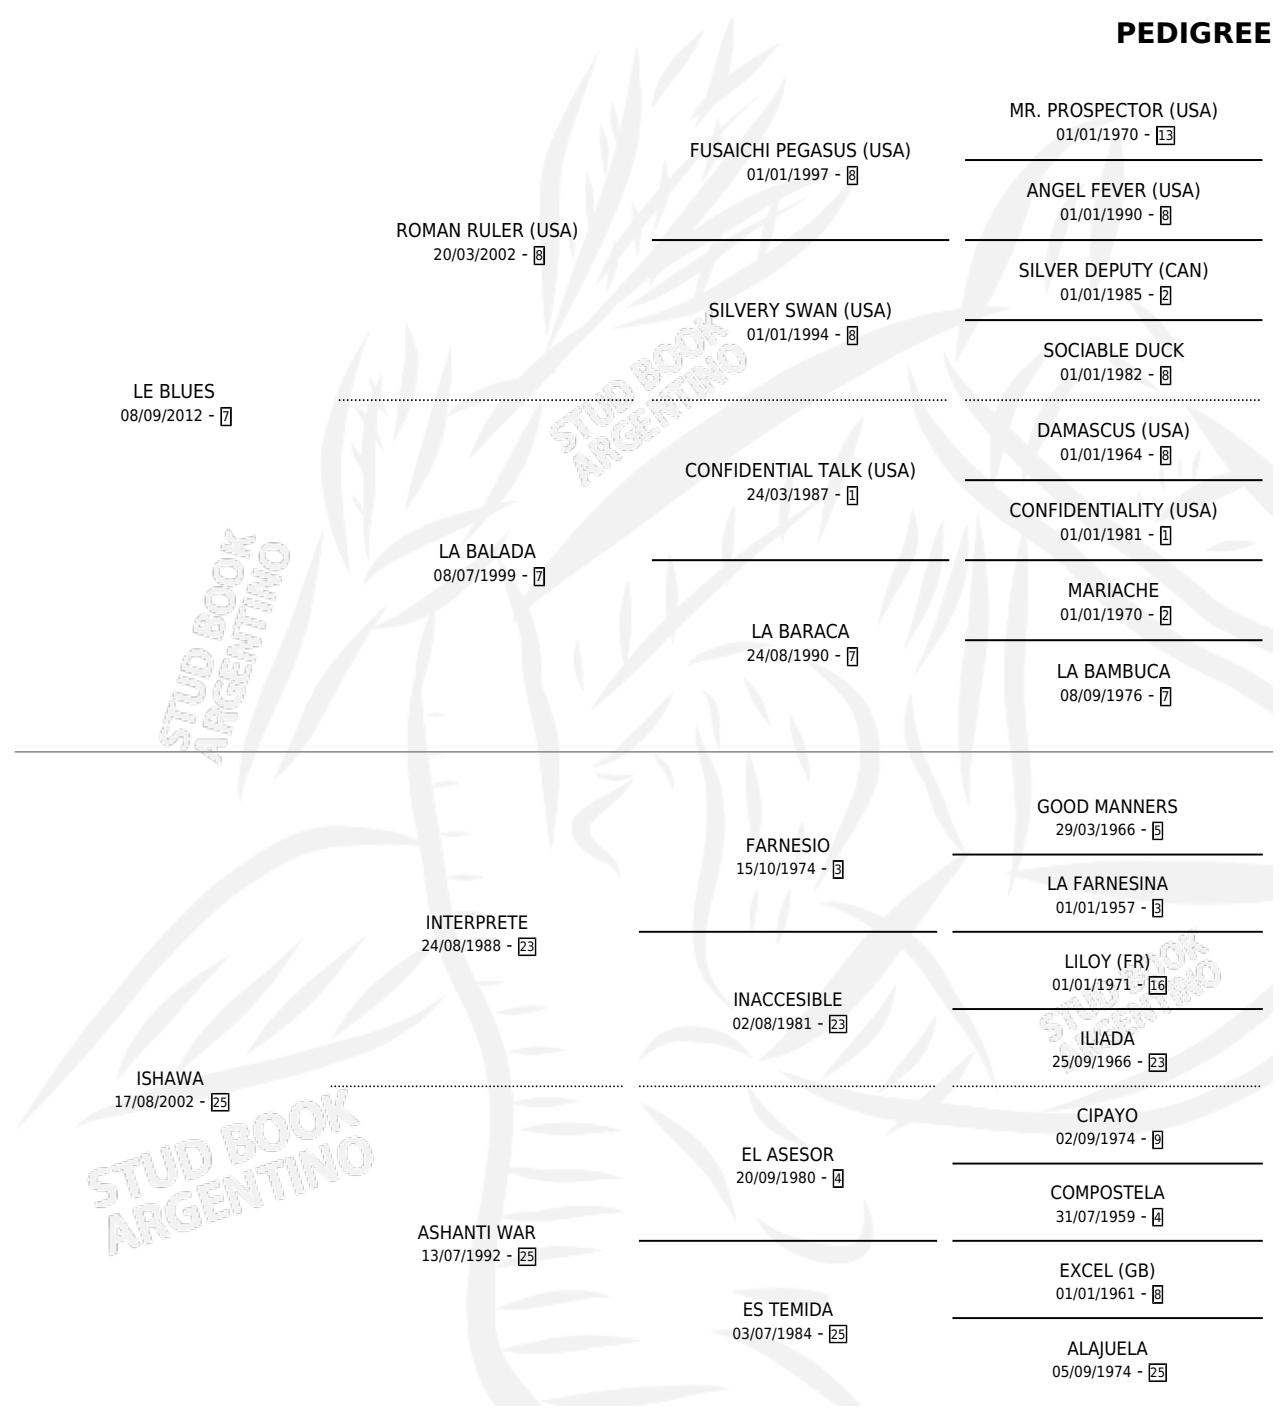 PEDIGREE
MR. PROSPECTOR (USA)
01/01/1970 - 13
FUSAICHI PEGASUS (USA)
01/01/1997 - 8
ANGEL FEVER (USA)
01/01/1990 - 8
ROMAN RULER (USA)
20/03/2002 - 8
SILVER DEPUTY (CAN)
01/01/1985 - 2
SILVERY SWAN (USA)
01/01/1994 - 8
SOCIABLE DUCK
01/01/1982 - 8
LE BLUES
08/09/2012 - 7
DAMASCUS (USA)
01/01/1964 - 8
CONFIDENTIAL TALK (USA)
24/03/1987 - 1
CONFIDENTIALITY (USA)
01/01/1981 - 1
LA BALADA
08/07/1999 - 7
MARIACHE
01/01/1970 - 2
LA BARACA
24/08/1990 - 7
LA BAMBUCA
08/09/1976 - 7
GOOD MANNERS
29/03/1966 - 5
FARNESIO
15/10/1974 - 3
LA FARNESINA
01/01/1957 - 3
INTERPRETE
24/08/1988 - 23
LILOY (FR)
01/01/1971 - 16
INACCESIBLE
02/08/1981 - 23
ILIADA
25/09/1966 - 23
ISHAWA
17/08/2002 - 25
CIPAYO
02/09/1974 - 9
EL ASESOR
20/09/1980 - 4
COMPOSTELA
31/07/1959 - 4
ASHANTI WAR
13/07/1992 - 25
EXCEL (GB)
01/01/1961 - 8
ES TEMIDA
03/07/1984 - 25
ALAJUELA
05/09/1974 - 25
STUD BOOK
ARGENTINO
STUD BOOK
ARGENTINO
STUD BOOK
ARGENTINO
STUD BOOK
ARGENTINO